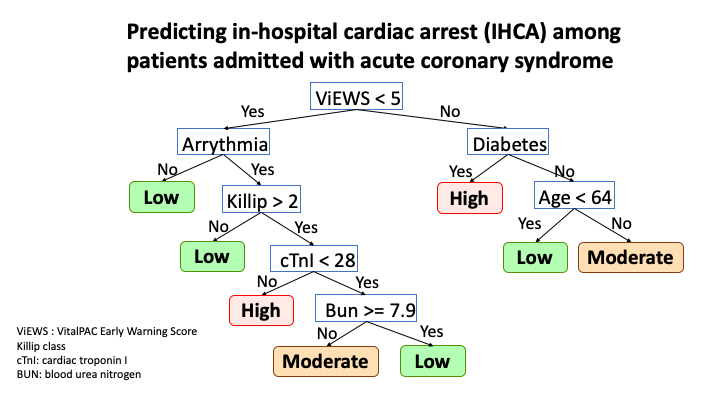 Predicting in-hospital cardiac arrest (IHCA) among
patients admitted with acute coronary syndrome
ViEWS < 5
Yes
No
Arrythmia
Diabetes
No
Yes
Yes
No
Low
Killip > 2
High
Age < 64
No
Yes
Yes
No
Low
cTnI < 28
Low
Moderate
No
Yes
High
Bun >= 7.9
No
Yes
Moderate
Low
ViEWS : VitalPAC Early Warning Score
Killip class
cTnI: cardiac troponin I
BUN: blood urea nitrogen